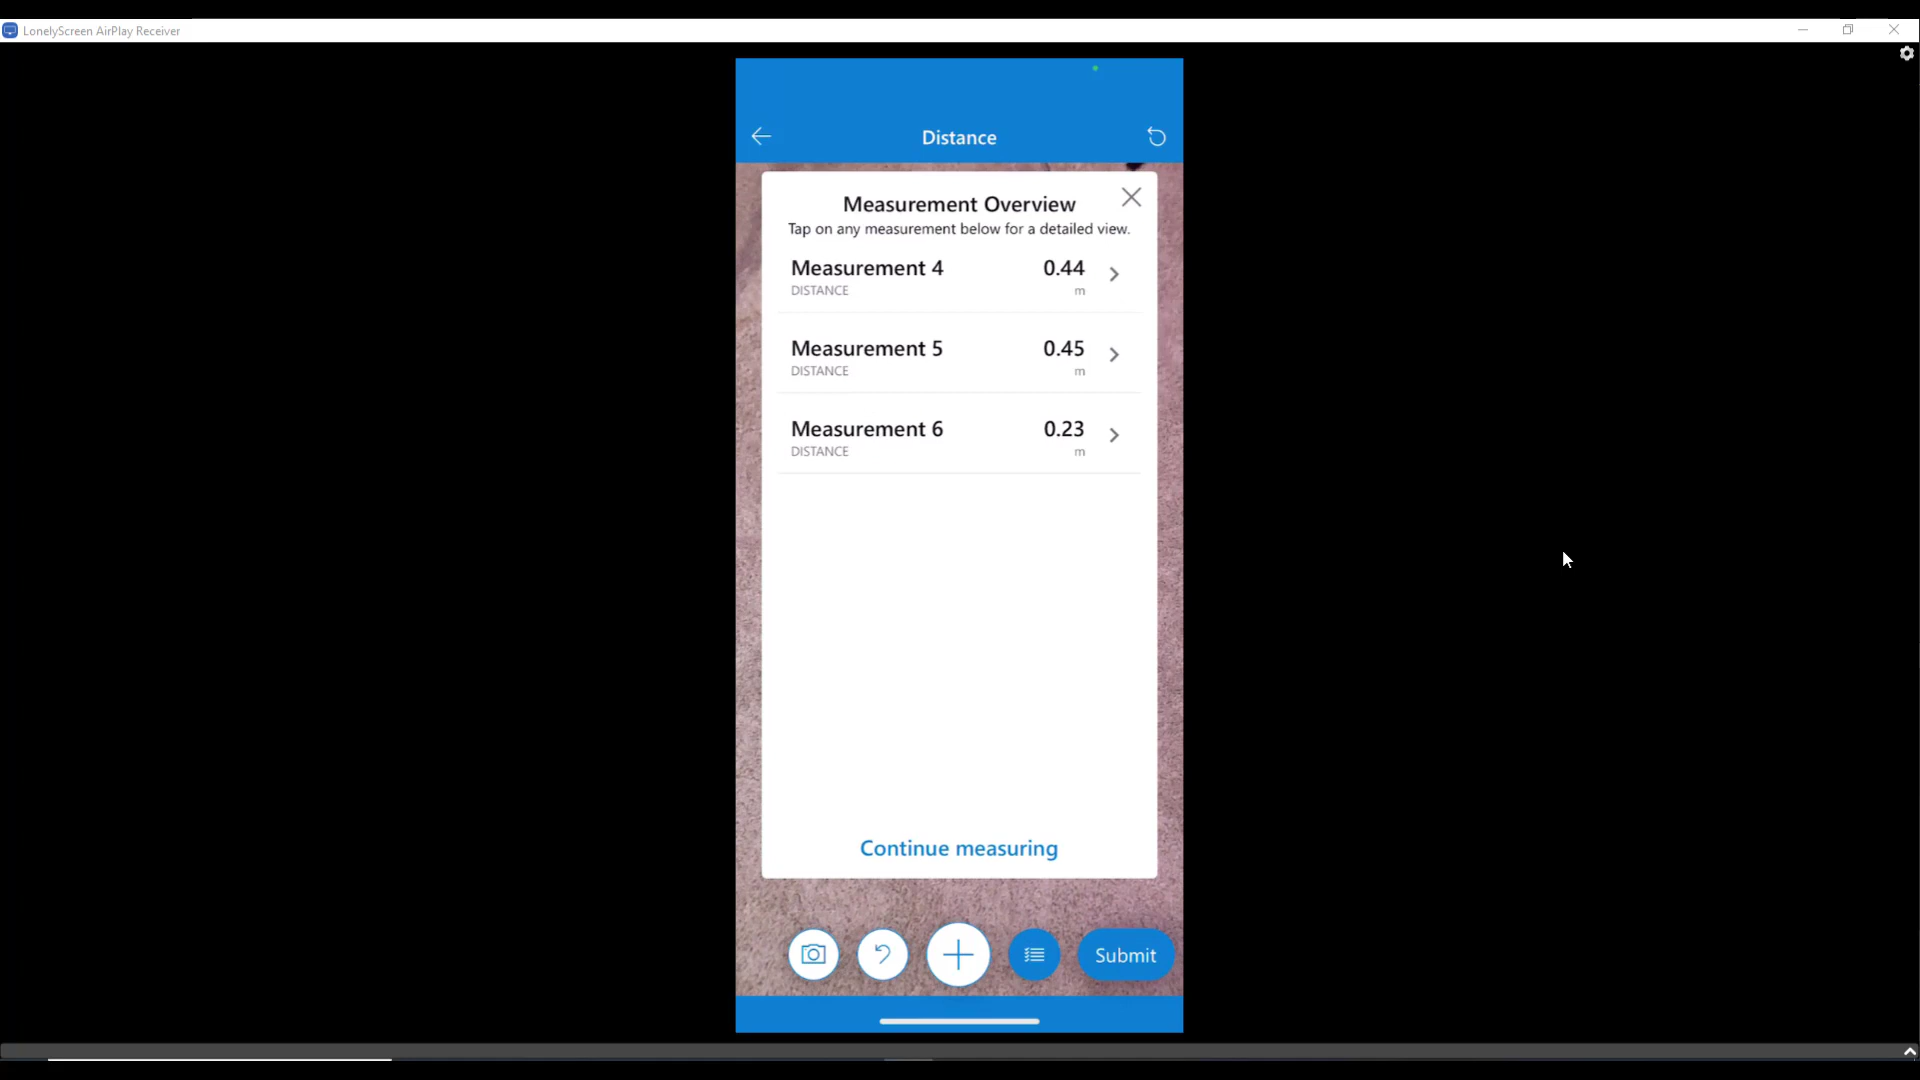 LonelyScreen AirPlay Receiver
Distance
Measurement Overview
Tap on any measurement below for a detailed view.
Measurement 4 0.44
DISTANCE m
Measurement 5 0.45
DISTANCE m
Measurement 6 0.23
DISTANCE m
Continue measuring
Submit